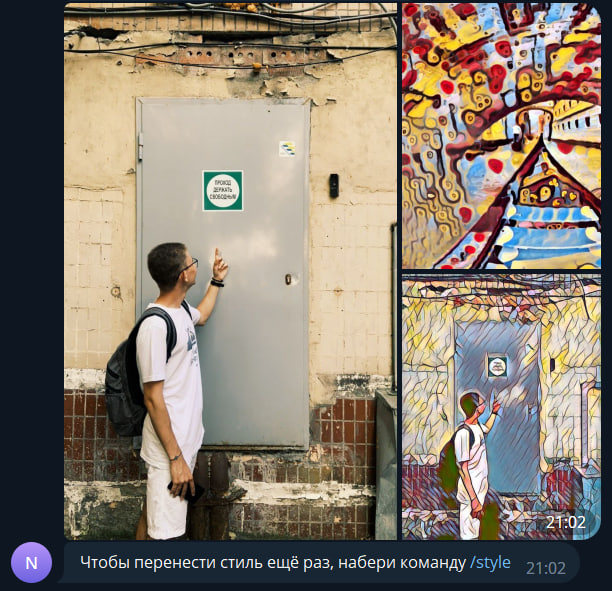 ПРОХОД
ДЕРЖАТЬ
СВОБОДНЫМ
21:02
N
Чтобы перенести стиль ещё раз, набери команду /style
21:02